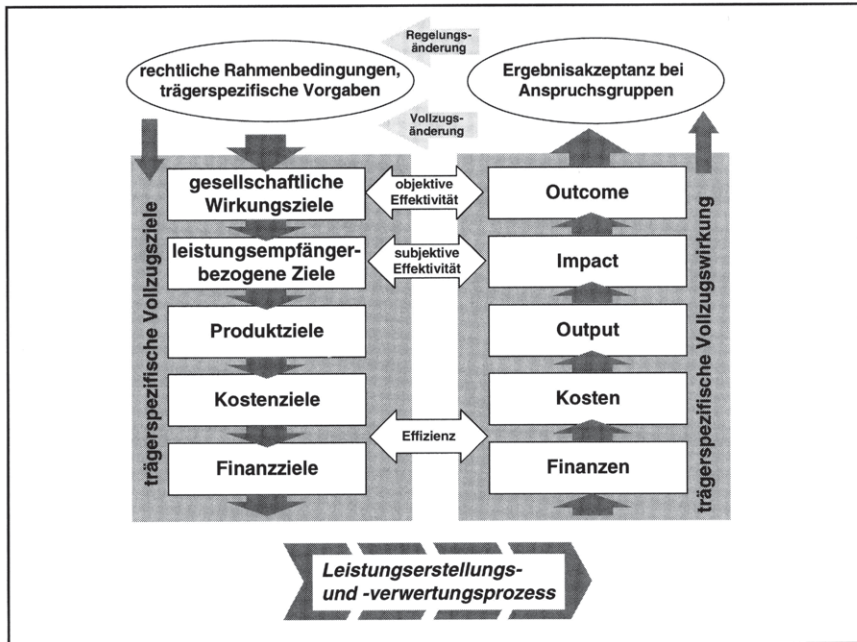 Regelungs-
änderung
rechtliche Rahmenbedingungen,
trägerspezifische Vorgaben
Ergebnisakzeptanz bei
Anspruchsgruppen
Vollzugs-
änderung
trägerspezifische Vollzugsziele
gesellschaftliche
Wirkungsziele
objektive
Effektivität
Outcome
leistungsempfänger-
bezogene Ziele
subjektive
Effektivität
Impact
Produktziele
Output
Kostenziele
Kosten
Effizienz
Finanzziele
Finanzen
trägerspezifische Vollzugswirkung
Leistungserstellungs-
und -verwertungsprozess